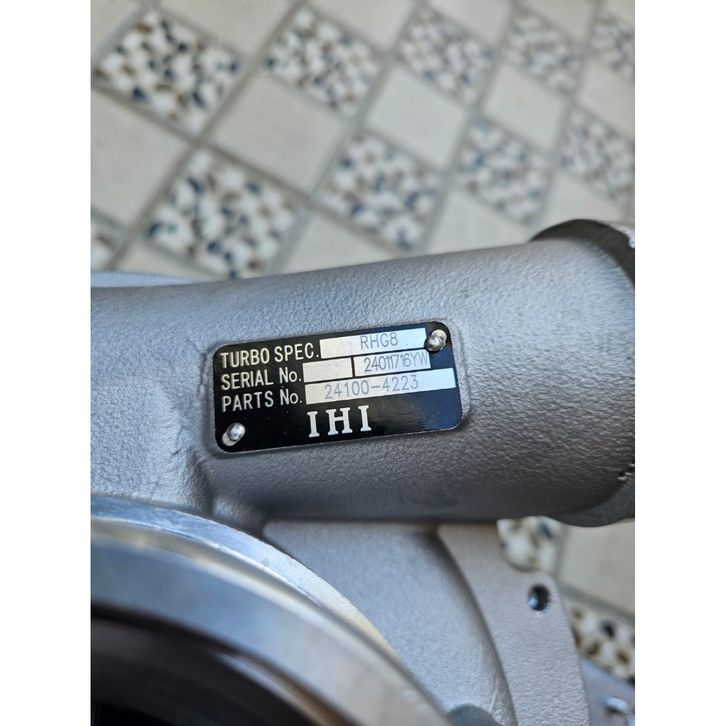 TURBO SPEC. RHG8
SERIAL No. 24011716YW
PARTS No. 24100-4223
IHI